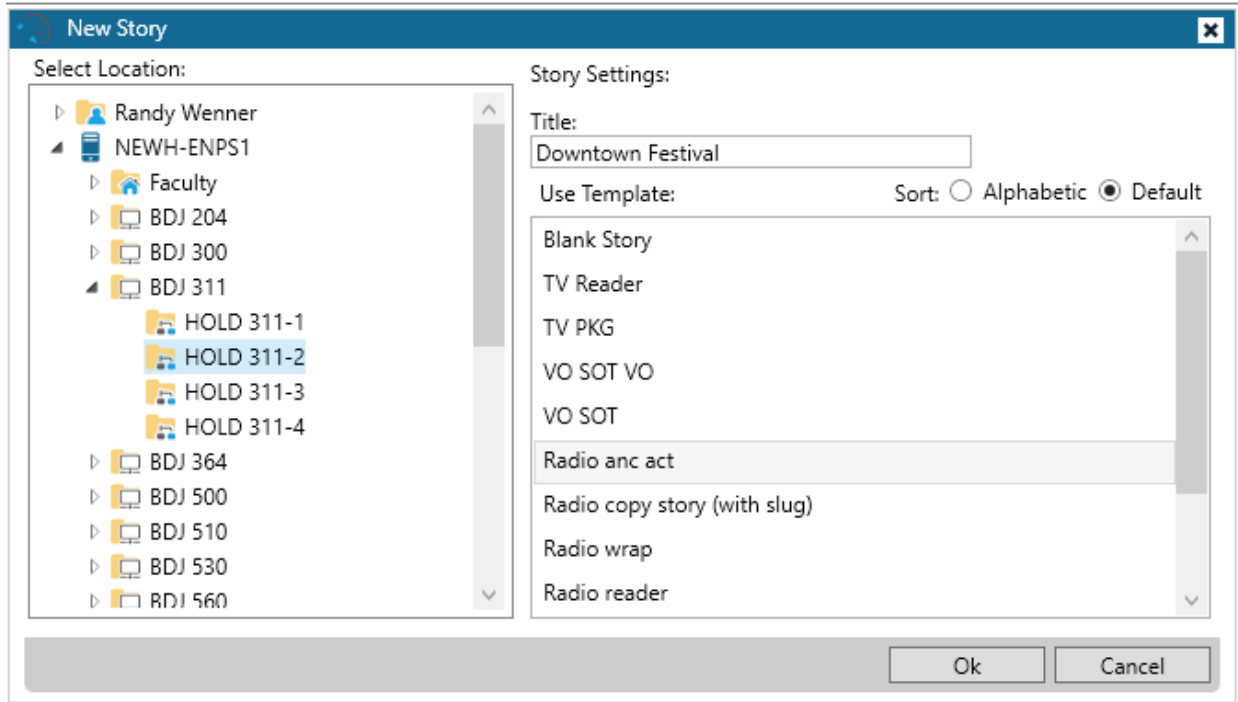 New Story
Select Location:
Randy Wenner
NEWH-ENPS1
Faculty
BDJ 204
BDJ 300
BDJ 311
HOLD 311-1
HOLD 311-2
HOLD 311-3
HOLD 311-4
BDJ 364
BDJ 500
BDJ 510
BDJ 530
BDJ 560
Story Settings:
Title:
Downtown Festival
Use Template: Sort: Alphabetic Default
Blank Story
TV Reader
TV PKG
VO SOT VO
VO SOT
Radio anc act
Radio copy story (with slug)
Radio wrap
Radio reader
Ok Cancel